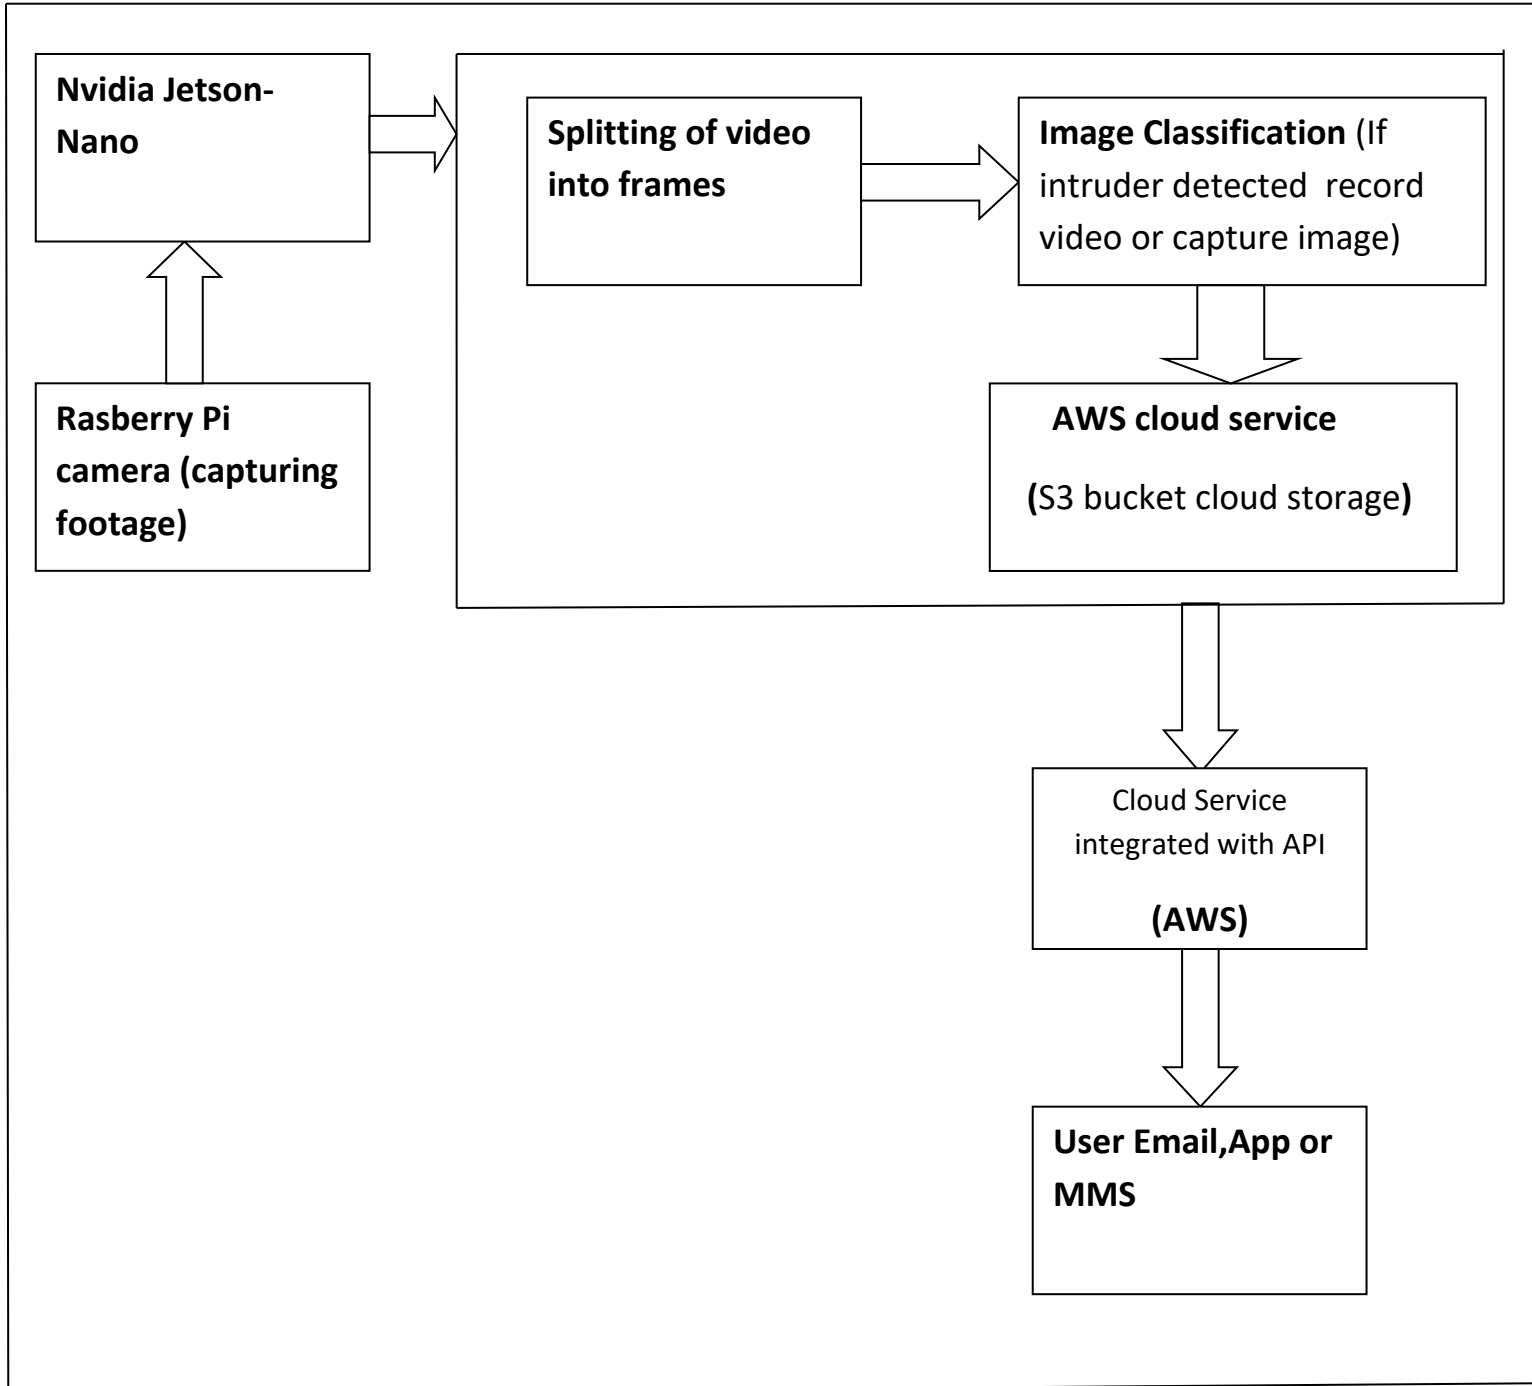 Nvidia Jetson-
Nano
Splitting of video
into frames
Image Classification (If
intruder detected  record
video or capture image)
Rasberry Pi
camera (capturing
footage)
AWS cloud service
(S3 bucket cloud storage)
Cloud Service
integrated with API
(AWS)
User Email,App or
MMS